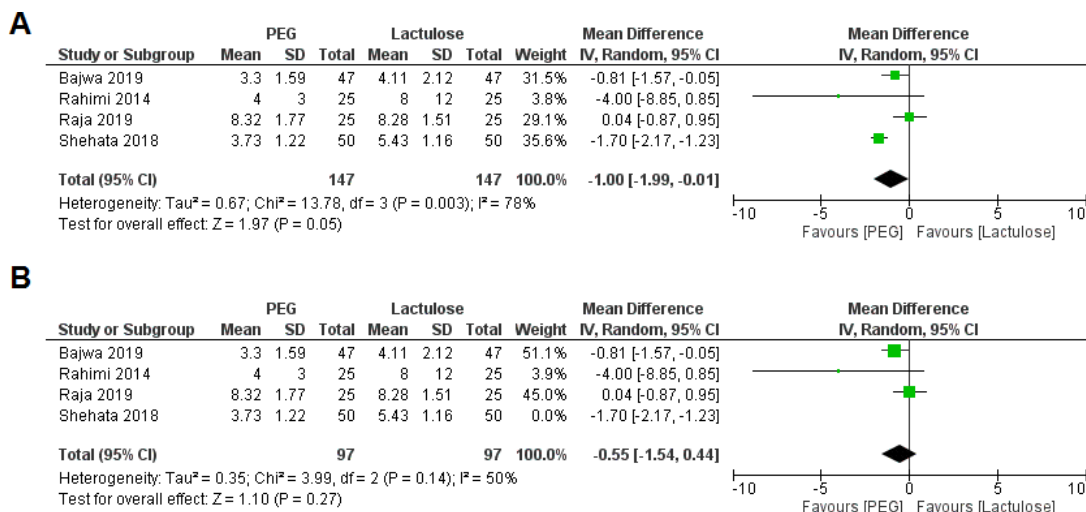 A
PEG Lactulose Mean Difference Mean Difference
Study or Subgroup Mean SD Total Mean SD Total Weight IV, Random, 95% CI IV, Random, 95% CI
Bajwa 2019 3.3 1.59 47 4.11 2.12 47 31.5% -0.81 [-1.57, -0.05]
Rahimi 2014 4 3 25 8 12 25 3.8% -4.00 [-8.85, 0.85]
Raja 2019 8.32 1.77 25 8.28 1.51 25 29.1% 0.04 [-0.87, 0.95]
Shehata 2018 3.73 1.22 50 5.43 1.16 50 35.6% -1.70 [-2.17, -1.23]
Total (95% CI) 147 147 100.0% -1.00 [-1.99, -0.01]
Heterogeneity: Tau² = 0.67; Chi² = 13.78, df = 3 (P = 0.003); I² = 78%
Test for overall effect: Z = 1.97 (P = 0.05)
-10 -5 0 5 10
Favours [PEG] Favours [Lactulose]
B
PEG Lactulose Mean Difference Mean Difference
Study or Subgroup Mean SD Total Mean SD Total Weight IV, Random, 95% CI IV, Random, 95% CI
Bajwa 2019 3.3 1.59 47 4.11 2.12 47 51.1% -0.81 [-1.57, -0.05]
Rahimi 2014 4 3 25 8 12 25 3.9% -4.00 [-8.85, 0.85]
Raja 2019 8.32 1.77 25 8.28 1.51 25 45.0% 0.04 [-0.87, 0.95]
Shehata 2018 3.73 1.22 50 5.43 1.16 50 0.0% -1.70 [-2.17, -1.23]
Total (95% CI) 97 97 100.0% -0.55 [-1.54, 0.44]
Heterogeneity: Tau² = 0.35; Chi² = 3.99, df = 2 (P = 0.14); I² = 50%
Test for overall effect: Z = 1.10 (P = 0.27)
-10 -5 0 5 10
Favours [PEG] Favours [Lactulose]